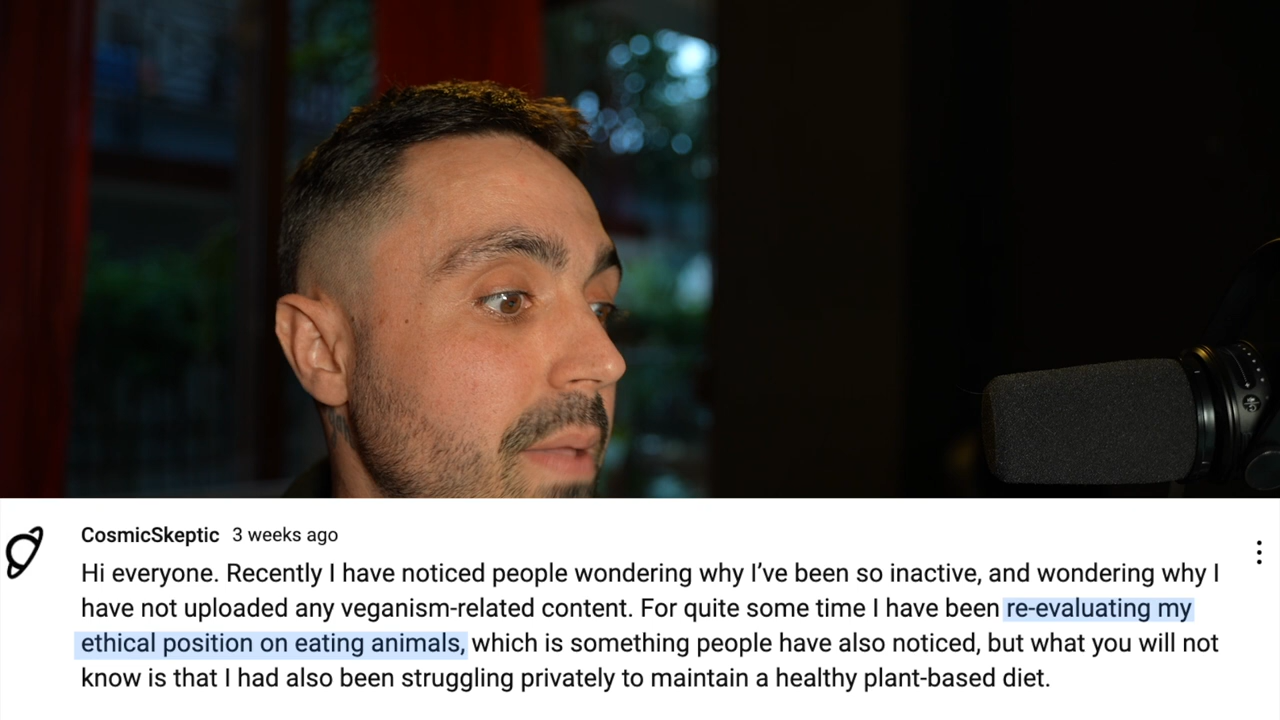 CosmicSkeptic 3 weeks ago
Hi everyone. Recently I have noticed people wondering why I’ve been so inactive, and wondering why I
have not uploaded any veganism-related content. For quite some time I have been re-evaluating my
ethical position on eating animals, which is something people have also noticed, but what you will not
know is that I had also been struggling privately to maintain a healthy plant-based diet.